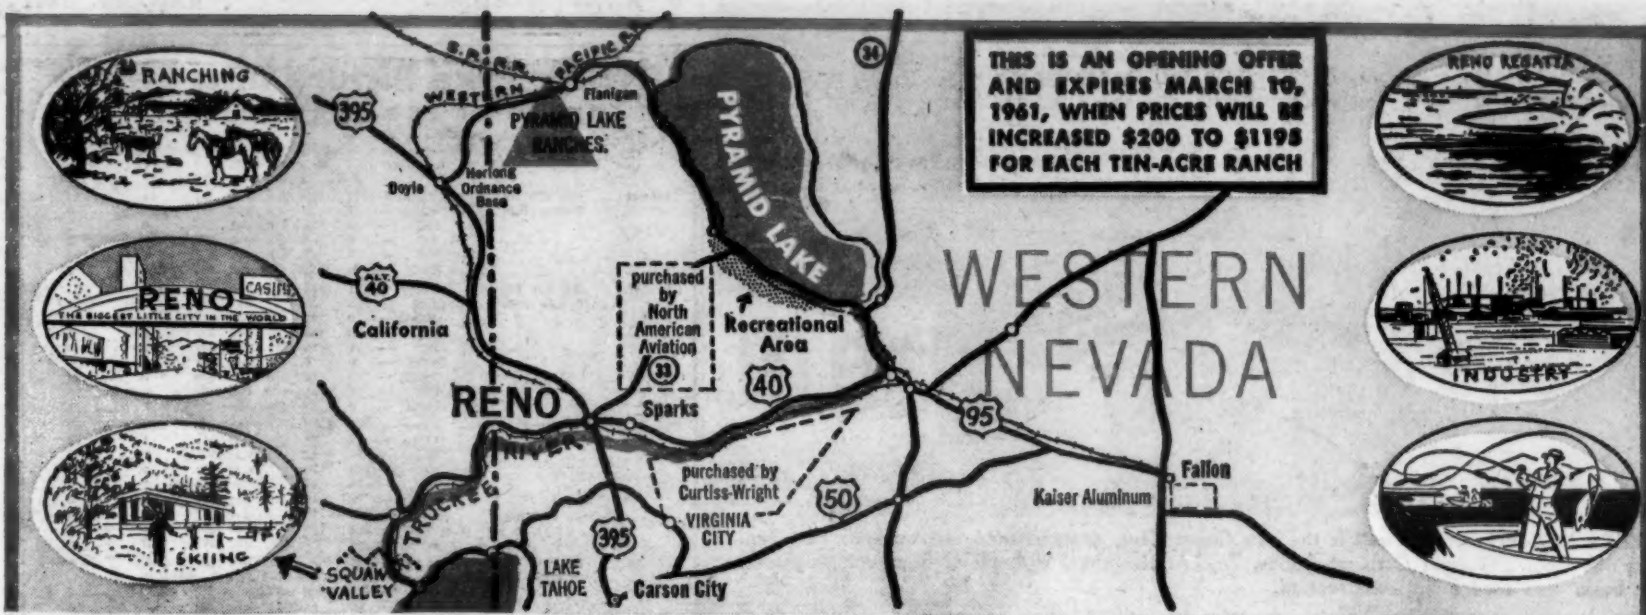 RANCHING
RENO
CASINO
THE BIGGEST LITTLE CITY IN THE WORLD
SKIING
S.P.R.R.
WESTERN PACIFIC R.R.
Flanigan
PYRAMID LAKE
RANCHES
395
Doyle
Herlong
Ordnance
Base
PYRAMID LAKE
34
THIS IS AN OPENING OFFER
AND EXPIRES MARCH 10,
1961, WHEN PRICES WILL BE
INCREASED $200 TO $1195
FOR EACH TEN-ACRE RANCH
ALT.
40
California
purchased
by
North
American
Aviation
33
Recreational
Area
WESTERN
NEVADA
40
RENO
Sparks
95
TRUCKEE RIVER
purchased by
Curtiss-Wright
50
Fallon
Kaiser Aluminum
VIRGINIA
CITY
395
SQUAW
VALLEY
LAKE
TAHOE
Carson City
RENO REGATTA
INDUSTRY